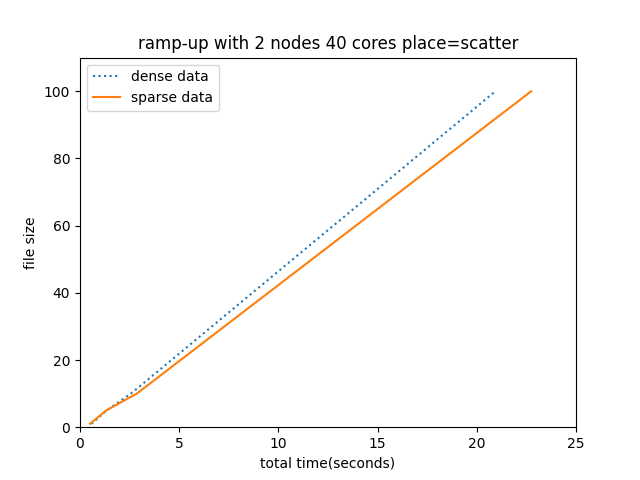 ramp-up with 2 nodes 40 cores place=scatter
dense data
sparse data
100
80
60
40
20
0
file size
0 5 10 15 20 25
total time(seconds)